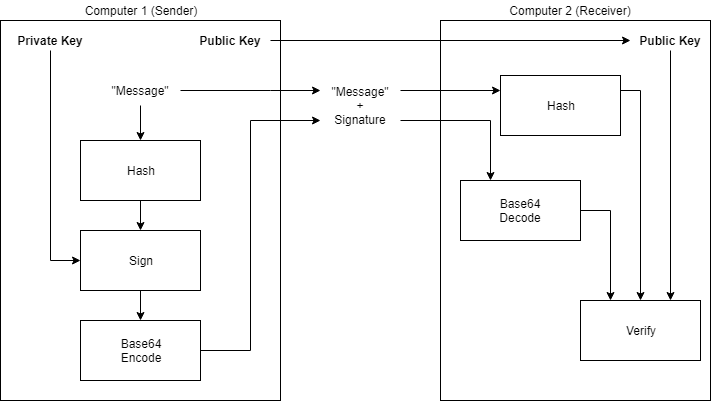 Computer 1 (Sender)
Computer 2 (Receiver)
Private Key
Public Key
Public Key
"Message"
"Message"
+
Signature
Hash
Hash
Base64
Decode
Sign
Base64
Encode
Verify